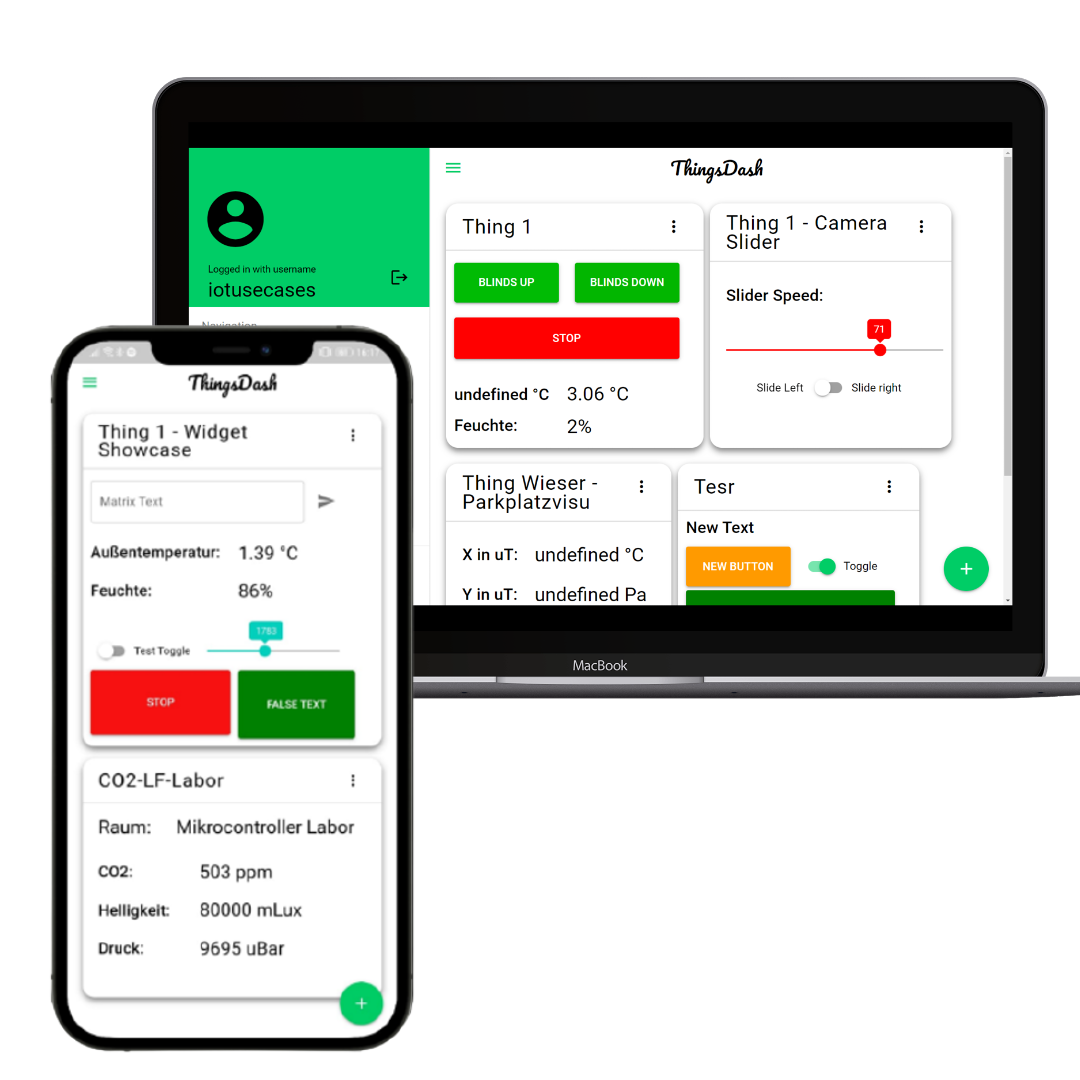 ThingsDash
Logged in with username
iotusecases
Navigation
Thing 1
BLINDS UP
BLINDS DOWN
STOP
undefined °C 3.06 °C
Feuchte: 2%
Thing 1 - Camera
Slider
Slider Speed:
71
Slide Left
Slide right
Thing Wieser -
Parkplatzvisu
X in uT: undefined °C
Y in uT: undefined Pa
Tesr
New Text
NEW BUTTON
Toggle
+
MacBook
16:17
ThingsDash
Thing 1 - Widget
Showcase
Matrix Text
Außentemperatur: 1.39 °C
Feuchte: 86%
1783
Test Toggle
STOP
FALSE TEXT
CO2-LF-Labor
Raum: Mikrocontroller Labor
CO2: 503 ppm
Helligkeit: 80000 mLux
Druck: 9695 uBar
+